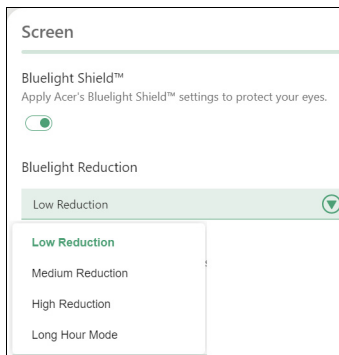 Screen
Bluelight Shield™
Apply Acer's Bluelight Shield™ settings to protect your eyes.
Bluelight Reduction
Low Reduction
Low Reduction
Medium Reduction
High Reduction
Long Hour Mode